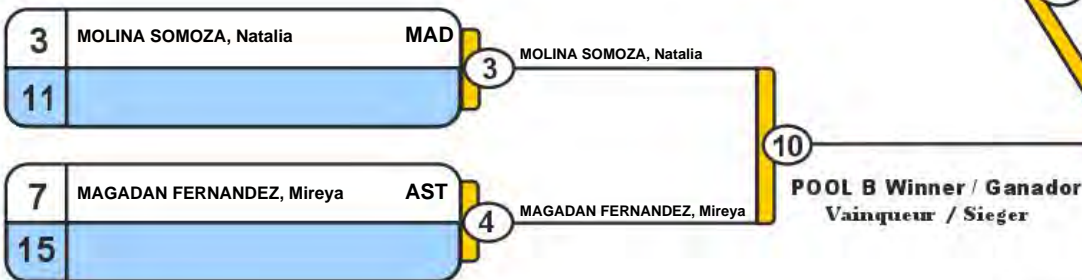 3 MOLINA SOMOZA, Natalia MAD
11
3
MOLINA SOMOZA, Natalia
7 MAGADAN FERNANDEZ, Mireya AST
15
4
MAGADAN FERNANDEZ, Mireya
10
POOL B Winner / Ganador
Vainqueur / Sieger